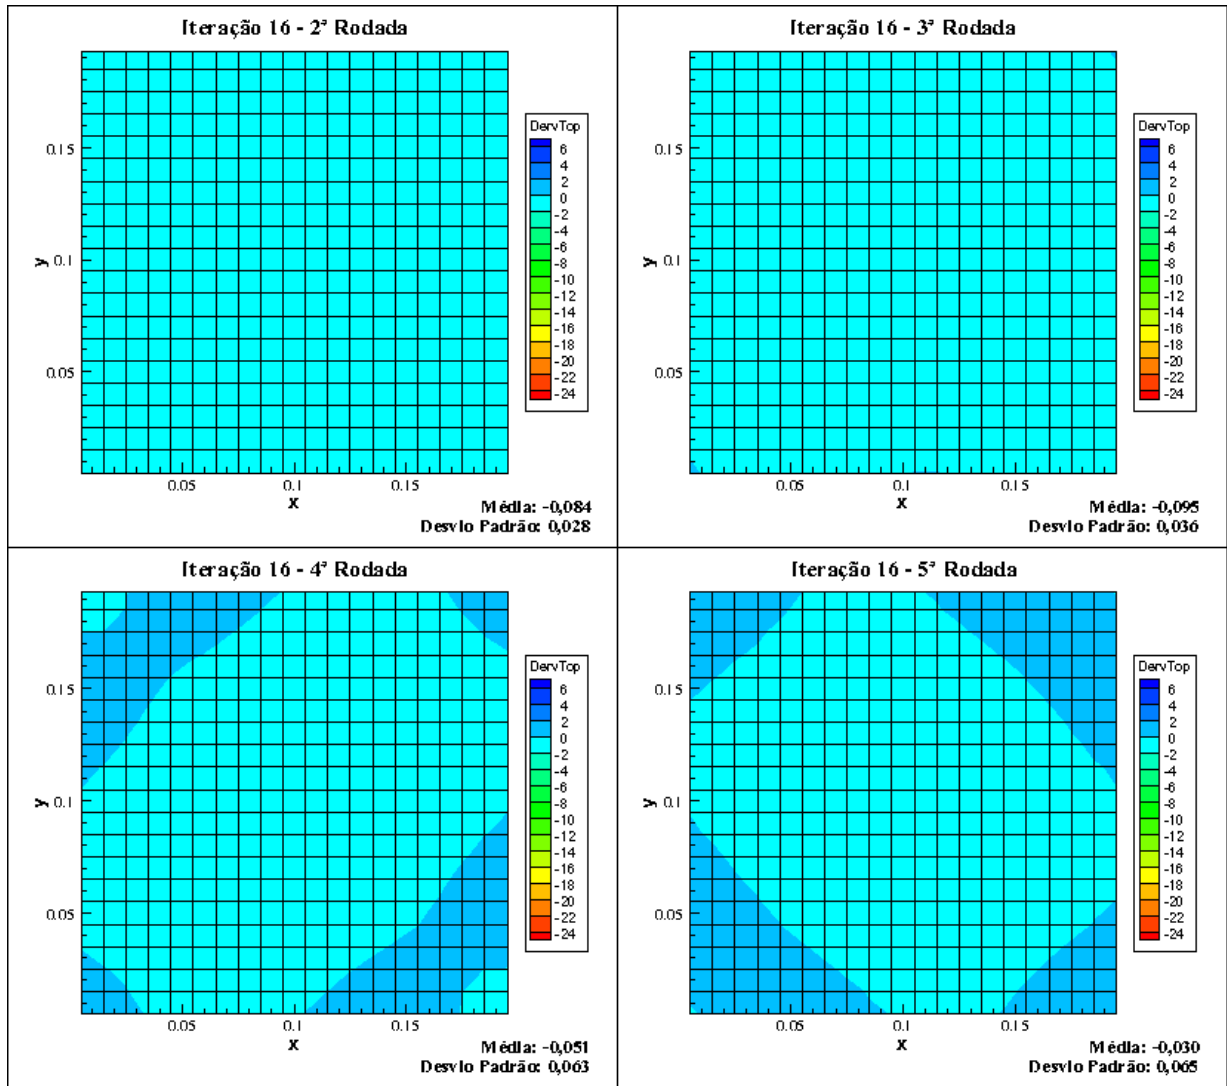 Iteração 16 - 2ª Rodada
DervTop
6
4
2
0
-2
-4
-6
-8
-10
-12
-14
-16
-18
-20
-22
-24
0.15
y 0.1
0.05
0.05 0.1 0.15
x
Média: -0,084
Desvio Padrão: 0,028
Iteração 16 - 3ª Rodada
DervTop
6
4
2
0
-2
-4
-6
-8
-10
-12
-14
-16
-18
-20
-22
-24
0.15
y 0.1
0.05
0.05 0.1 0.15
x
Média: -0,095
Desvio Padrão: 0,036
Iteração 16 - 4ª Rodada
DervTop
6
4
2
0
-2
-4
-6
-8
-10
-12
-14
-16
-18
-20
-22
-24
0.15
y 0.1
0.05
0.05 0.1 0.15
x
Média: -0,051
Desvio Padrão: 0,063
Iteração 16 - 5ª Rodada
DervTop
6
4
2
0
-2
-4
-6
-8
-10
-12
-14
-16
-18
-20
-22
-24
0.15
y 0.1
0.05
0.05 0.1 0.15
x
Média: -0,030
Desvio Padrão: 0,065